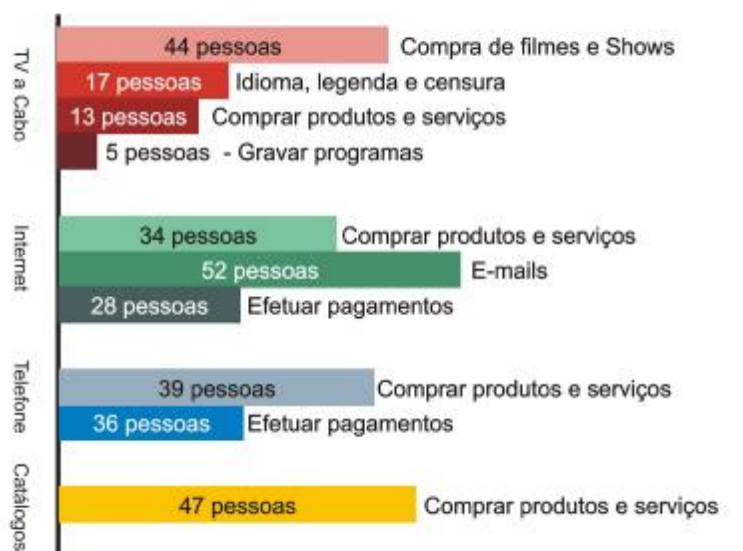 TV a Cabo
44 pessoas Compra de filmes e Shows
17 pessoas Idioma, legenda e censura
13 pessoas Comprar produtos e serviços
5 pessoas - Gravar programas
Internet
34 pessoas Comprar produtos e serviços
52 pessoas E-mails
28 pessoas Efetuar pagamentos
Telefone
39 pessoas Comprar produtos e serviços
36 pessoas Efetuar pagamentos
Catálogos
47 pessoas Comprar produtos e serviços